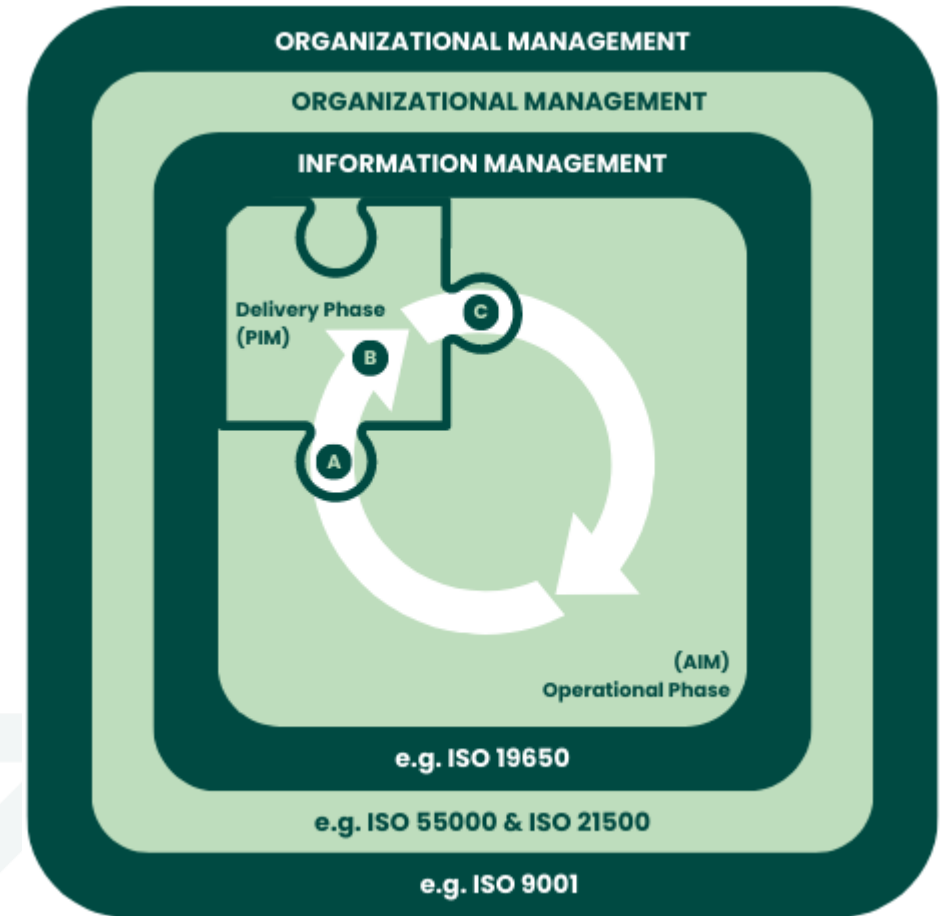 ORGANIZATIONAL MANAGEMENT
ORGANIZATIONAL MANAGEMENT
INFORMATION MANAGEMENT
C
Delivery Phase
(PIM)
B
A
(AIM)
Operational Phase
e.g. ISO 19650
e.g. ISO 55000 & ISO 21500
e.g. ISO 9001